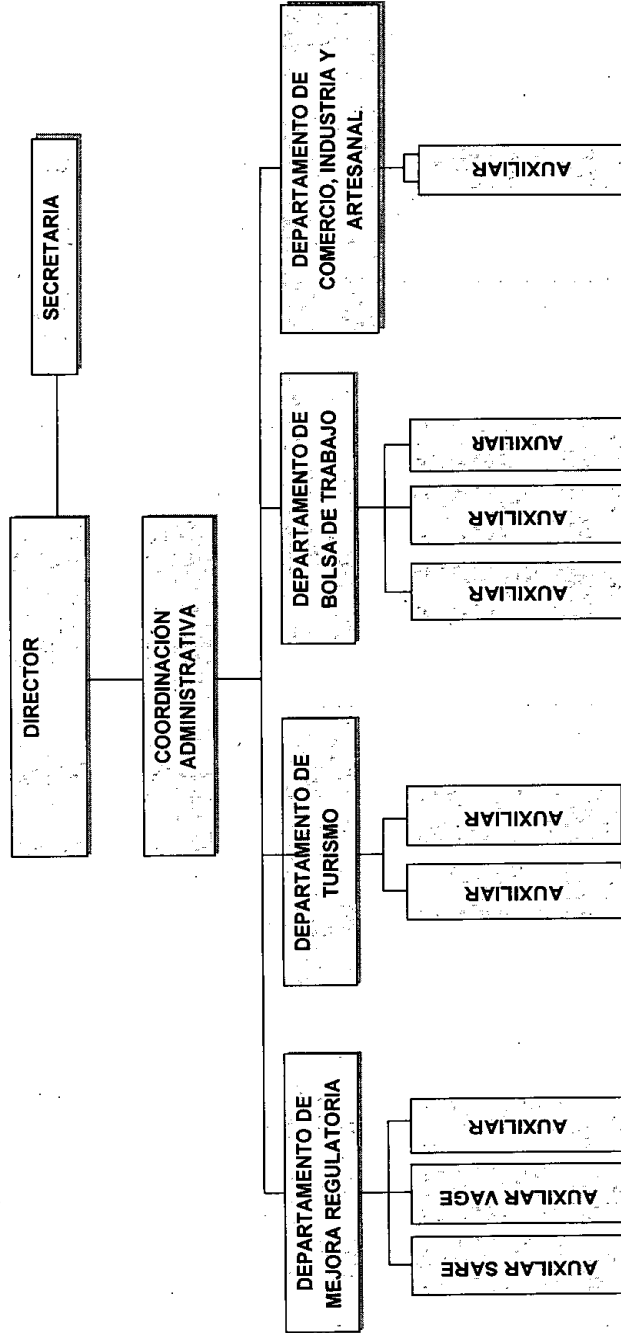 DIRECTOR
SECRETARIA
COORDINACIÓN
ADMINISTRATIVA
DEPARTAMENTO DE
MEJORA REGULATORIA
DEPARTAMENTO DE
TURISMO
DEPARTAMENTO DE
BOLSA DE TRABAJO
DEPARTAMENTO DE
COMERCIO, INDUSTRIA Y
ARTESANAL
AUXILAR SARE
AUXILAR VAGE
AUXILIAR
AUXILIAR
AUXILIAR
AUXILIAR
AUXILIAR
AUXILIAR
AUXILIAR